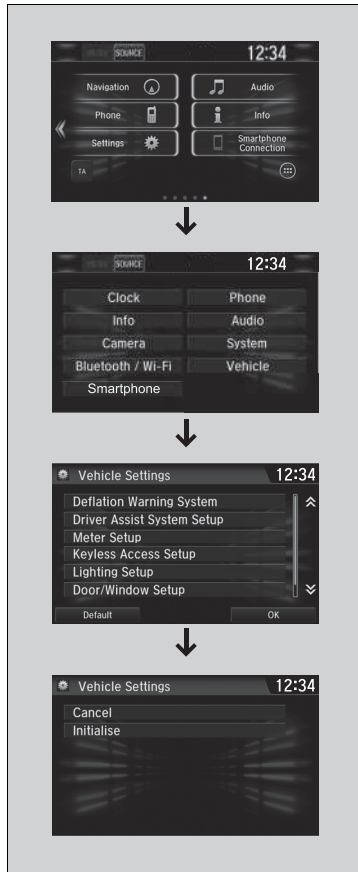 SOURCE
12:34
Navigation
Audio
Phone
Info
Settings
Smartphone
Connection
TA
SOURCE
12:34
Clock
Phone
Info
Audio
Camera
System
Bluetooth / Wi-Fi
Vehicle
Smartphone
Vehicle Settings
12:34
Deflation Warning System
Driver Assist System Setup
Meter Setup
Keyless Access Setup
Lighting Setup
Door/Window Setup
Default
OK
Vehicle Settings
12:34
Cancel
Initialise